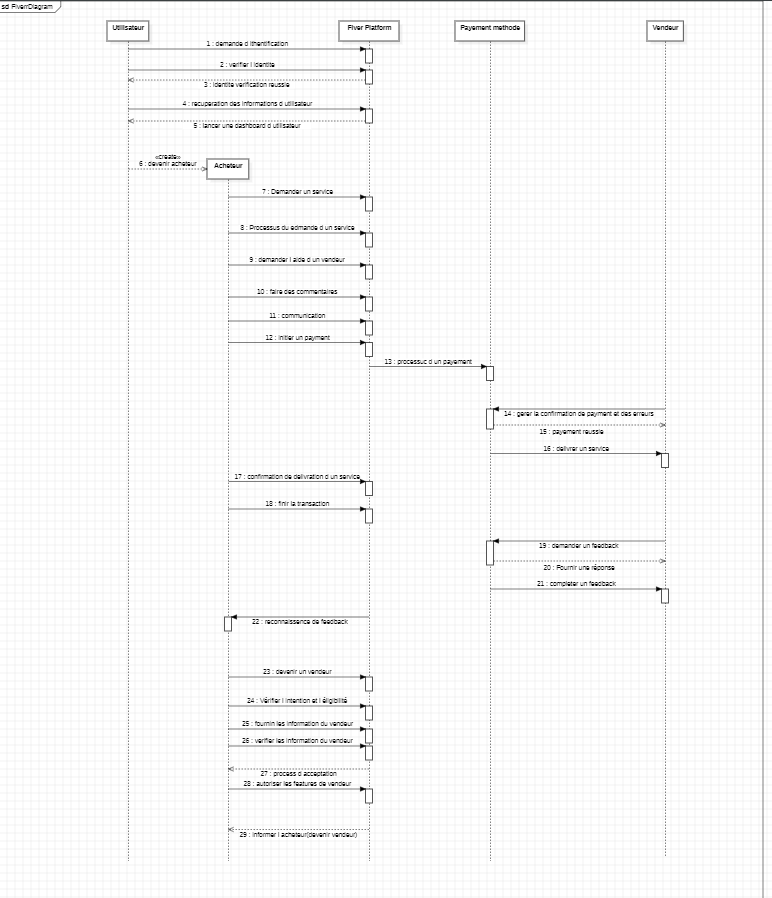 sd FiverrDiagram
Utilisateur
Fiver Platform
Payement methode
Vendeur
1 : demande d ithentification
2 : verifier l identite
3 : identite verification reussie
4 : recuperation des informations d utilisateur
5 : lancer une dashboard d utilisateur
«create»
6 : devenir acheteur
Acheteur
7 : Demander un service
8 : Processus du edmande d un service
9 : demander l aide d un vendeur
10 : faire des commentaires
11 : communication
12 : initier un payment
13 : processuc d un payement
14 : gerer la confirmation de payment et des erreurs
15 : payement reussie
16 : delivrer un service
17 : confirmation de delivration d un service
18 : finir la transaction
19 : demander un feedback
20 : Fournir une réponse
21 : completer un feedback
22 : reconnaissence de feedback
23 : devenir un vendeur
24 : Vérifier l intention et l éligibilité
25 : fournin les information du vendeur
26 : verifier les information du vendeur
27 : process d acceptation
28 : autoriser les features de vendeur
29 : informer l acheteur(devenir vendeur)